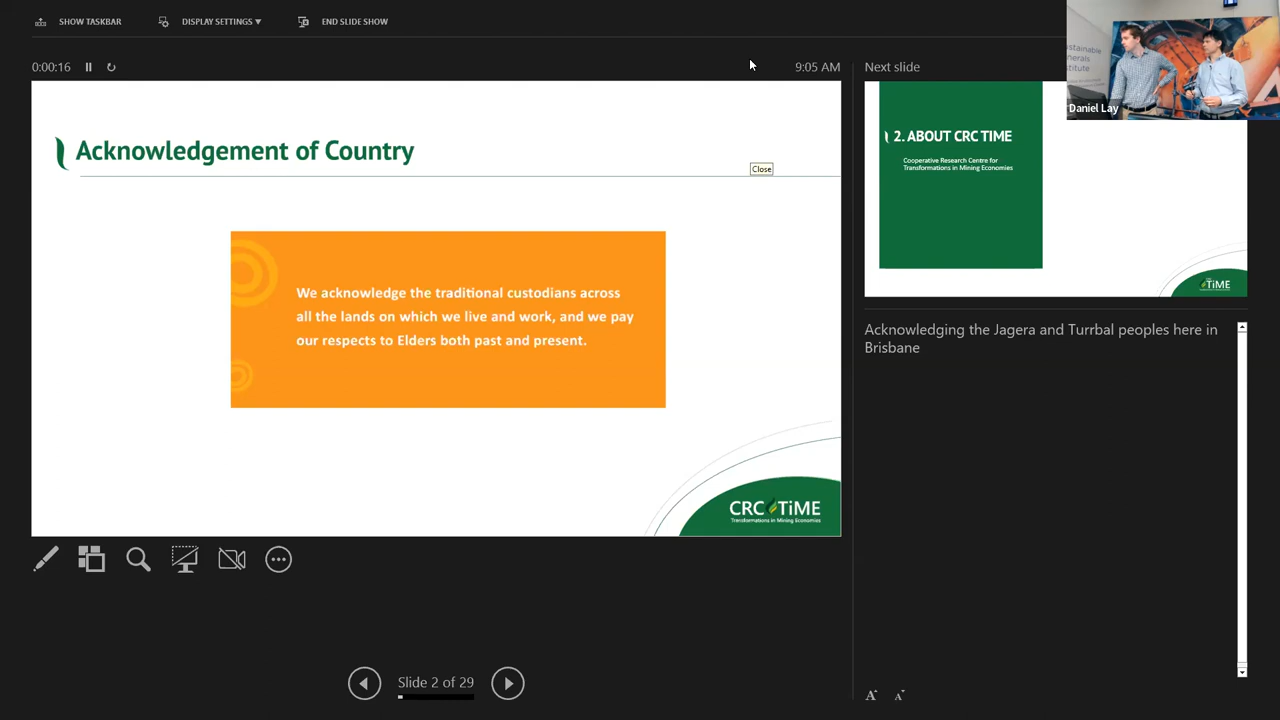 SHOW TASKBAR
DISPLAY SETTINGS ▼
END SLIDE SHOW
0:00:16
9:05 AM
Acknowledgement of Country
Close
We acknowledge the traditional custodians across
all the lands on which we live and work, and we pay
our respects to Elders both past and present.
CRC TiME
Transformations in Mining Economies
Slide 2 of 29
Next slide
2. ABOUT CRC TIME
Cooperative Research Centre for
Transformations in Mining Economies
TiME
Acknowledging the Jagera and Turrbal peoples here in
Brisbane
Daniel Lay